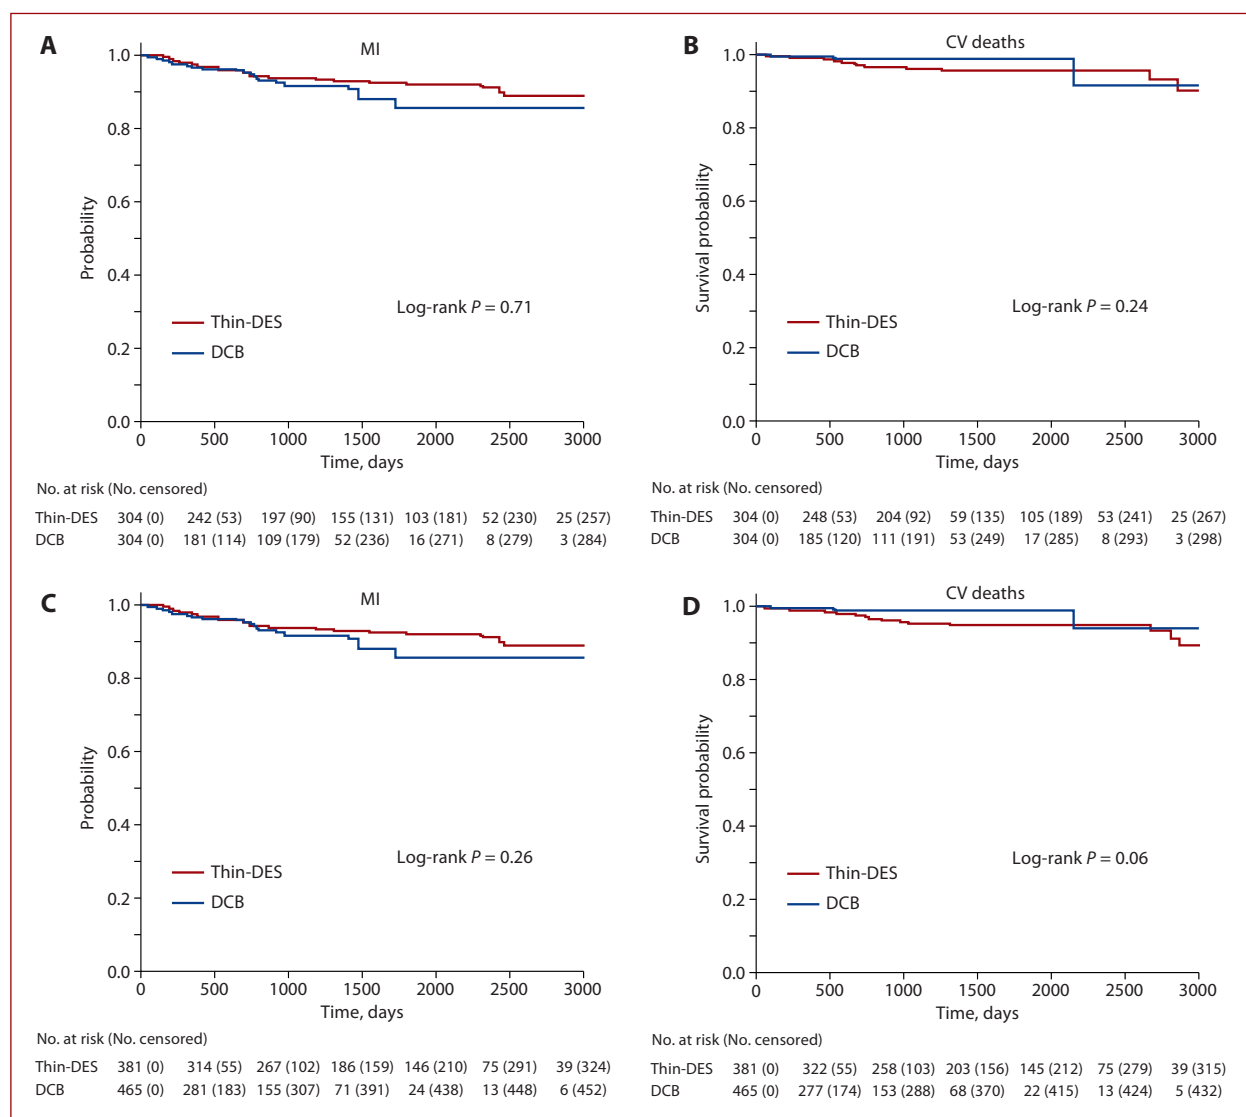 A
MI
1.0
0.8
0.6
0.4
0.2
0.0
Probability
Log-rank P = 0.71
Thin-DES
DCB
0 500 1000 1500 2000 2500 3000
Time, days
No. at risk (No. censored)
Thin-DES 304 (0) 242 (53) 197 (90) 155 (131) 103 (181) 52 (230) 25 (257)
DCB 304 (0) 181 (114) 109 (179) 52 (236) 16 (271) 8 (279) 3 (284)
B
CV deaths
1.0
0.8
0.6
0.4
0.2
0.0
Survival probability
Log-rank P = 0.24
Thin-DES
DCB
0 500 1000 1500 2000 2500 3000
Time, days
No. at risk (No. censored)
Thin-DES 304 (0) 248 (53) 204 (92) 59 (135) 105 (189) 53 (241) 25 (267)
DCB 304 (0) 185 (120) 111 (191) 53 (249) 17 (285) 8 (293) 3 (298)
C
MI
1.0
0.8
0.6
0.4
0.2
0.0
Probability
Log-rank P = 0.26
Thin-DES
DCB
0 500 1000 1500 2000 2500 3000
Time, days
No. at risk (No. censored)
Thin-DES 381 (0) 314 (55) 267 (102) 186 (159) 146 (210) 75 (291) 39 (324)
DCB 465 (0) 281 (183) 155 (307) 71 (391) 24 (438) 13 (448) 6 (452)
D
CV deaths
1.0
0.8
0.6
0.4
0.2
0.0
Survival probability
Log-rank P = 0.06
Thin-DES
DCB
0 500 1000 1500 2000 2500 3000
Time, days
No. at risk (No. censored)
Thin-DES 381 (0) 322 (55) 258 (103) 203 (156) 145 (212) 75 (279) 39 (315)
DCB 465 (0) 277 (174) 153 (288) 68 (370) 22 (415) 13 (424) 5 (432)